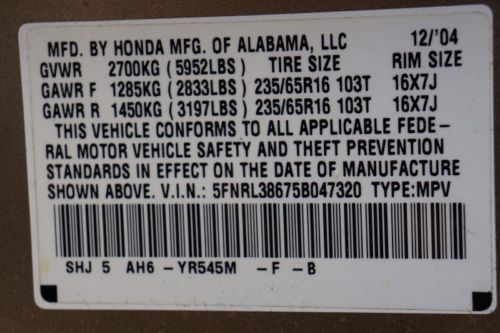 MFD. BY HONDA MFG. OF ALABAMA, LLC 12/'04
GVWR 2700KG (5952LBS) TIRE SIZE RIM SIZE
GAWR F 1285KG (2833LBS) 235/65R16 103T 16X7J
GAWR R 1450KG (3197LBS) 235/65R16 103T 16X7J
THIS VEHICLE CONFORMS TO ALL APPLICABLE FEDE-
RAL MOTOR VEHICLE SAFETY AND THEFT PREVENTION
STANDARDS IN EFFECT ON THE DATE OF MANUFACTURE
SHOWN ABOVE. V.I.N.: 5FNRL38675B047320 TYPE:MPV
SHJ 5 AH6 -YR545M -F -B